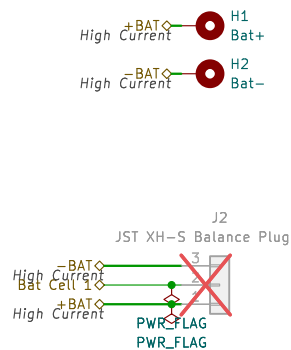 +BAT
High Current
H1
Bat+
-BAT
High Current
H2
Bat-
J2
JST XH-S Balance Plug
-BAT
High Current
3
Bat Cell 1
2
+BAT
High Current
1
PWR_FLAG
PWR_FLAG